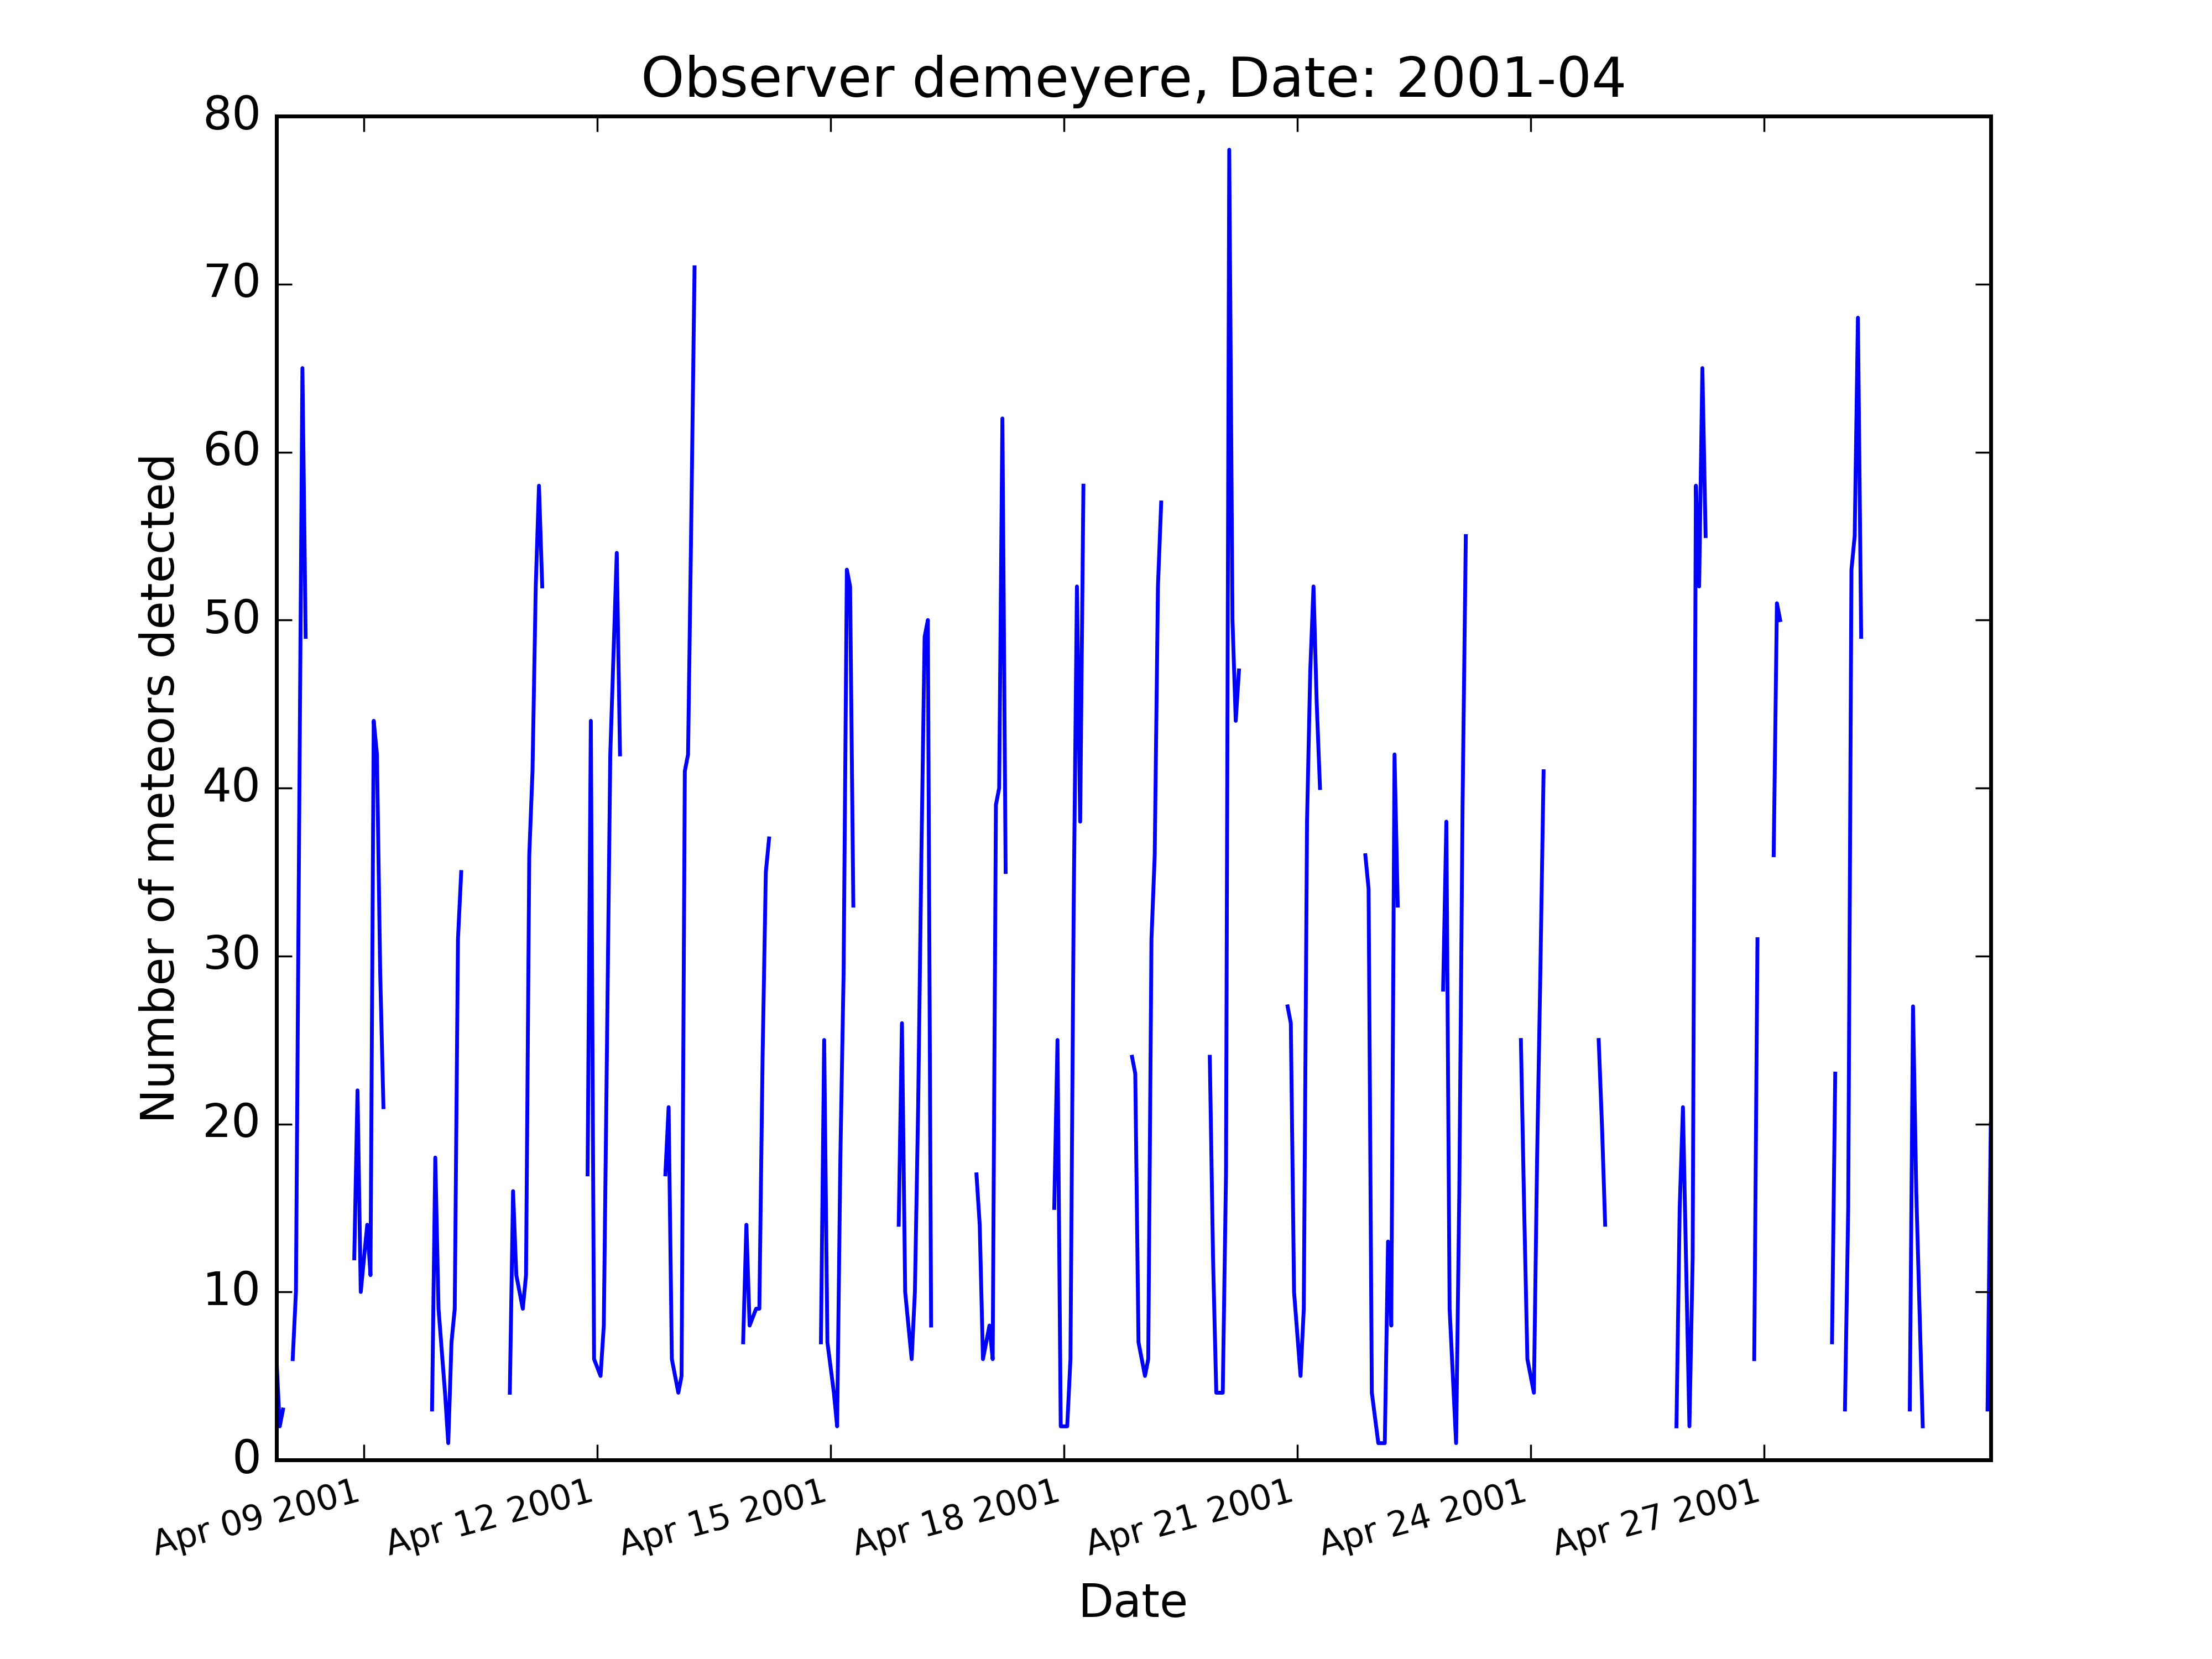 Observer demeyere, Date: 2001-04
80
70
60
50
40
30
20
10
0
Number of meteors detected
Apr 09 2001
Apr 12 2001
Apr 15 2001
Apr 18 2001
Apr 21 2001
Apr 24 2001
Apr 27 2001
Date